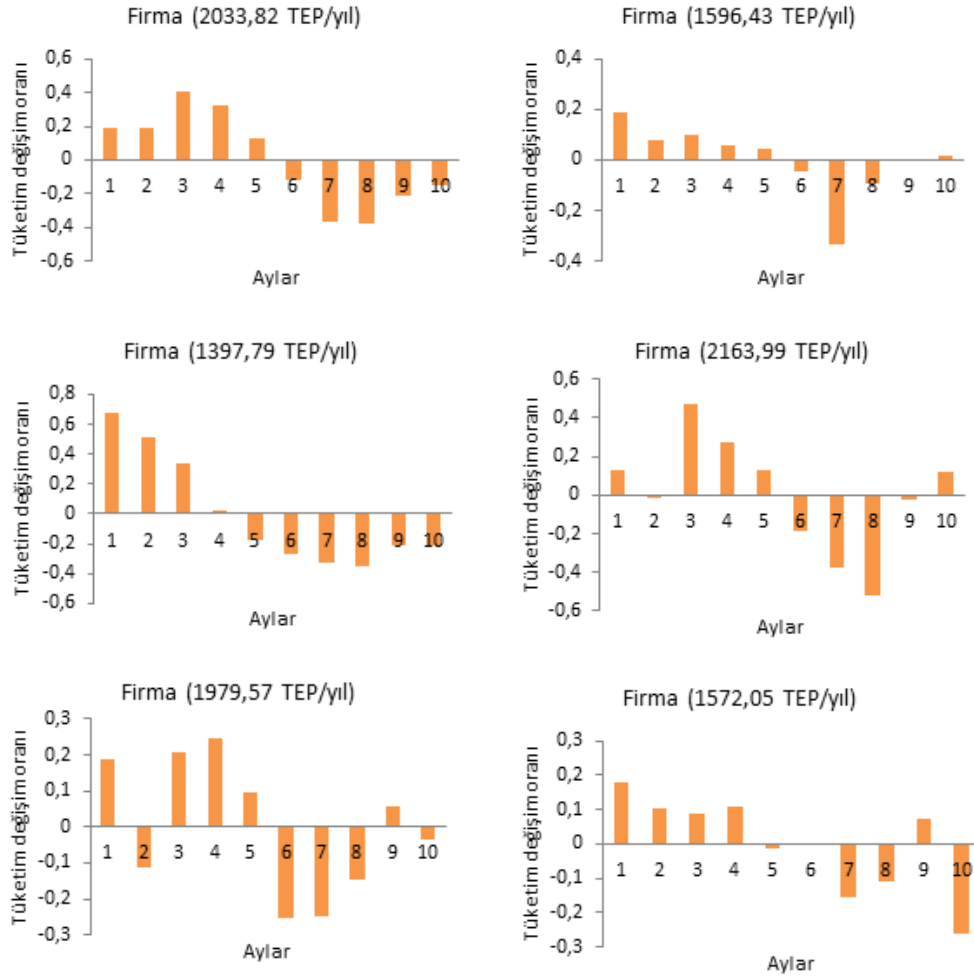 Firma (2033,82 TEP/yıl)
Tüketim değişimoranı
0,6
0,4
0,2
0
-0,2
-0,4
-0,6
1 2 3 4 5 6 7 8 9 10
Aylar
Firma (1596,43 TEP/yıl)
Tüketim değişimoranı
0,4
0,2
0
-0,2
-0,4
1 2 3 4 5 6 7 8 9 10
Aylar
Firma (1397,79 TEP/yıl)
Tüketim değişimoranı
0,8
0,6
0,4
0,2
0
-0,2
-0,4
-0,6
1 2 3 4 5 6 7 8 9 10
Aylar
Firma (2163,99 TEP/yıl)
Tüketim değişimoranı
0,6
0,4
0,2
0
-0,2
-0,4
-0,6
1 2 3 4 5 6 7 8 9 10
Aylar
Firma (1979,57 TEP/yıl)
Tüketim değişimoranı
0,3
0,2
0,1
0
-0,1
-0,2
-0,3
1 2 3 4 5 6 7 8 9 10
Aylar
Firma (1572,05 TEP/yıl)
Tüketim değişimoranı
0,3
0,2
0,1
0
-0,1
-0,2
-0,3
1 2 3 4 5 6 7 8 9 10
Aylar